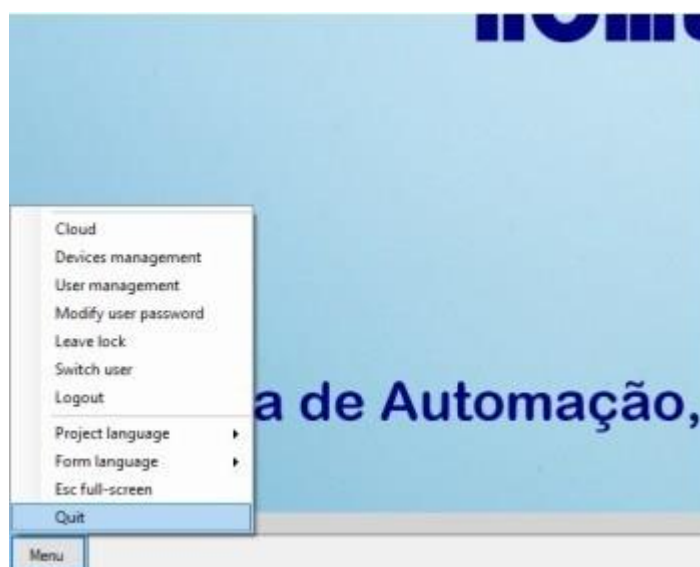 Cloud
Devices management
User management
Modify user password
Leave lock
Switch user
Logout
a de Automação,
Project language
Form language
Esc full-screen
Quit
Menu